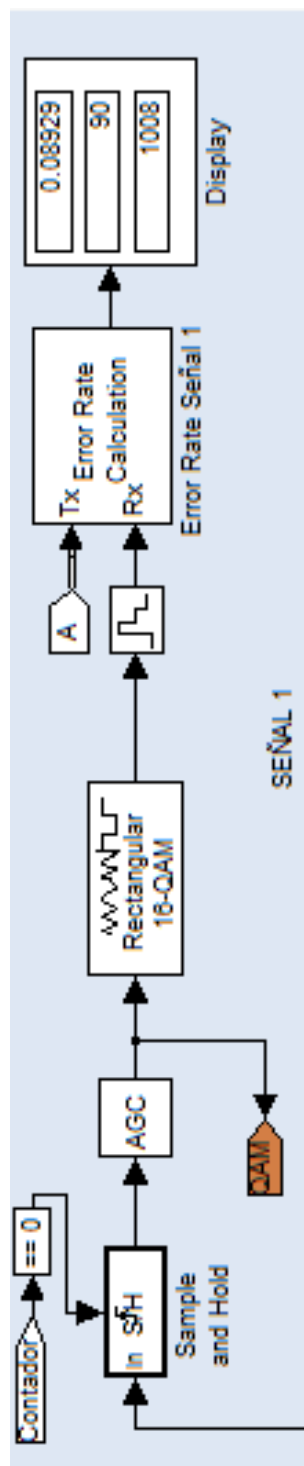 Contador
== 0
In S/H
Sample
and Hold
AGC
QAM
Rectangular
16-QAM
A
Tx
Error Rate
Calculation
Rx
Error Rate Señal 1
0.08929
90
1008
Display
SEÑAL 1